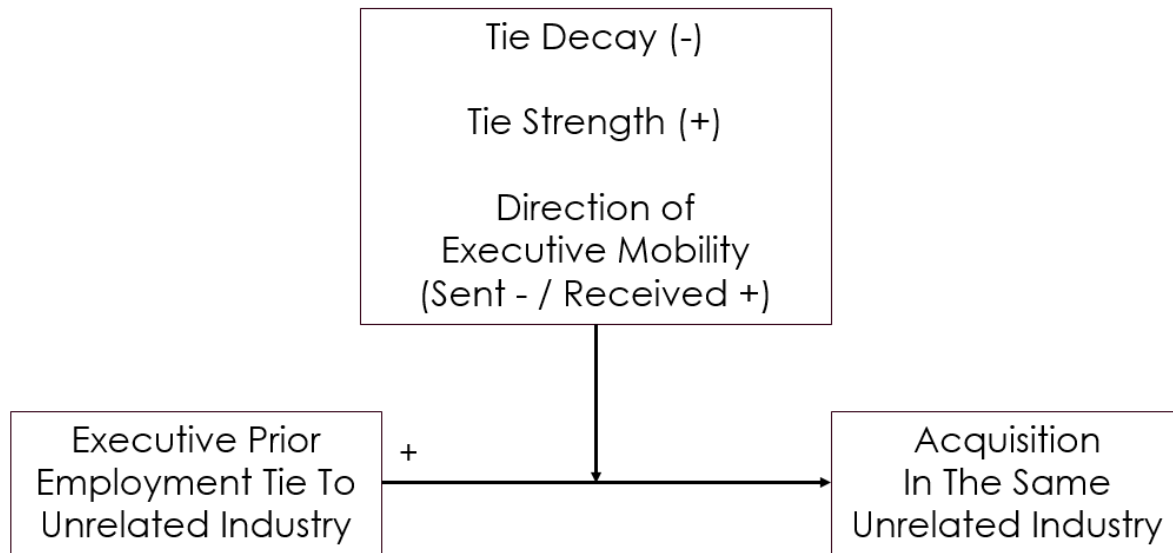 Tie Decay (-)
Tie Strength (+)
Direction of
Executive Mobility
(Sent - / Received +)
Executive Prior
Employment Tie To
Unrelated Industry
+
Acquisition
In The Same
Unrelated Industry